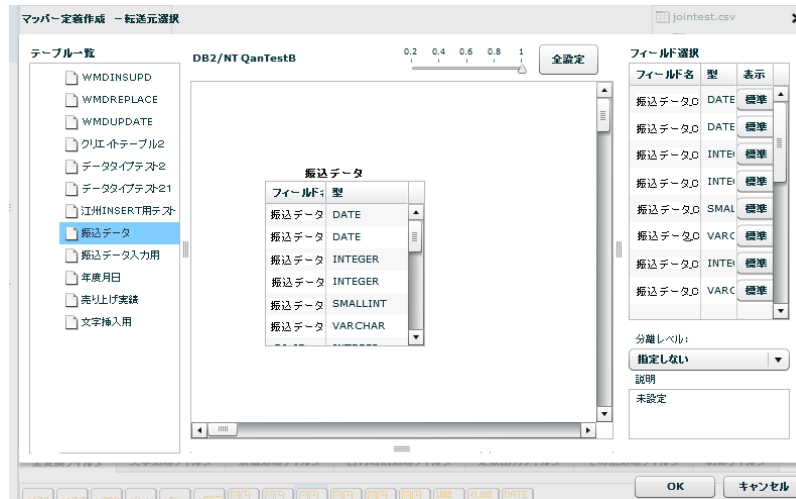 マッパー定義作成 －転送元選択
jointest.csv
テーブル一覧
WMDINSUPD
WMDREPLACE
WMDUPDATE
クリエイトテーブル2
データタイプテスト2
データタイプテスト21
江州INSERT用テスト
振込データ
振込データ入力用
年度月日
売り上げ実績
文字挿入用
DB2/NT QanTestB
0.2 0.4 0.6 0.8 1
全設定
振込データ
フィールド 型
振込データ DATE
振込データ DATE
振込データ INTEGER
振込データ INTEGER
振込データ SMALLINT
振込データ VARCHAR
フィールド選択
フィールド名 型 表示
振込データ.C DATE 標準
振込データ.C DATE 標準
振込データ.C INTE 標準
振込データ.C INTE 標準
振込データ.C SMAL 標準
振込データ.C VARC 標準
振込データ.C INTE 標準
振込データ.C VARC 標準
分離レベル:
指定しない
説明
未設定
OK キャンセル